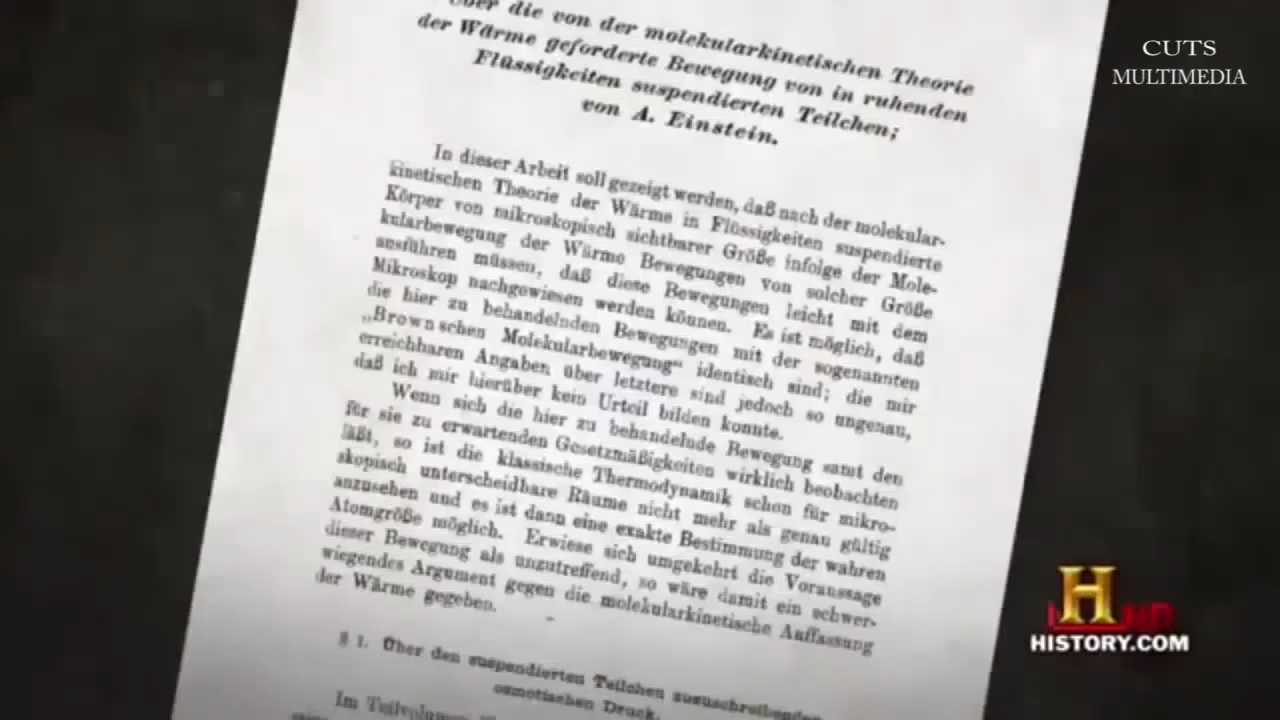 Über die von der molekularkinetischen Theorie
der Wärme geforderte Bewegung von in ruhenden
Flüssigkeiten suspendierten Teilchen;
von A. Einstein.
CUTS
MULTIMEDIA
In dieser Arbeit soll gezeigt werden, daß nach der molekular-
kinetischen Theorie der Wärme in Flüssigkeiten suspendierte
Körper von mikroskopisch sichtbarer Größe infolge der Mole-
kularbewegung der Wärme Bewegungen von solcher Größe
ausführen müssen, daß diese Bewegungen leicht mit dem
Mikroskop nachgewiesen werden können. Es ist möglich, daß
die hier zu behandelnden Bewegungen mit der sogenannten
„Brownschen Molekularbewegung“ identisch sind; die mir
erreichbaren Angaben über letztere sind jedoch so ungenau,
daß ich mir hierüber kein Urteil bilden konnte.
Wenn sich die hier zu behandelnde Bewegung samt den
für sie zu erwartenden Gesetzmäßigkeiten wirklich beobachten
läßt, so ist die klassische Thermodynamik schon für mikro-
skopisch unterscheidbare Räume nicht mehr als genau gültig
anzusehen und es ist dann eine exakte Bestimmung der wahren
Atomgröße möglich. Erwiese sich umgekehrt die Voraussage
dieser Bewegung als unzutreffend, so wäre damit ein schwer-
wiegendes Argument gegen die molekularkinetische Auffassung
der Wärme gegeben.
§ 1. Über den suspendierten Teilchen zuzuschreibenden
osmotischen Druck.
Im Teilvolumen
H
HD
HISTORY.COM